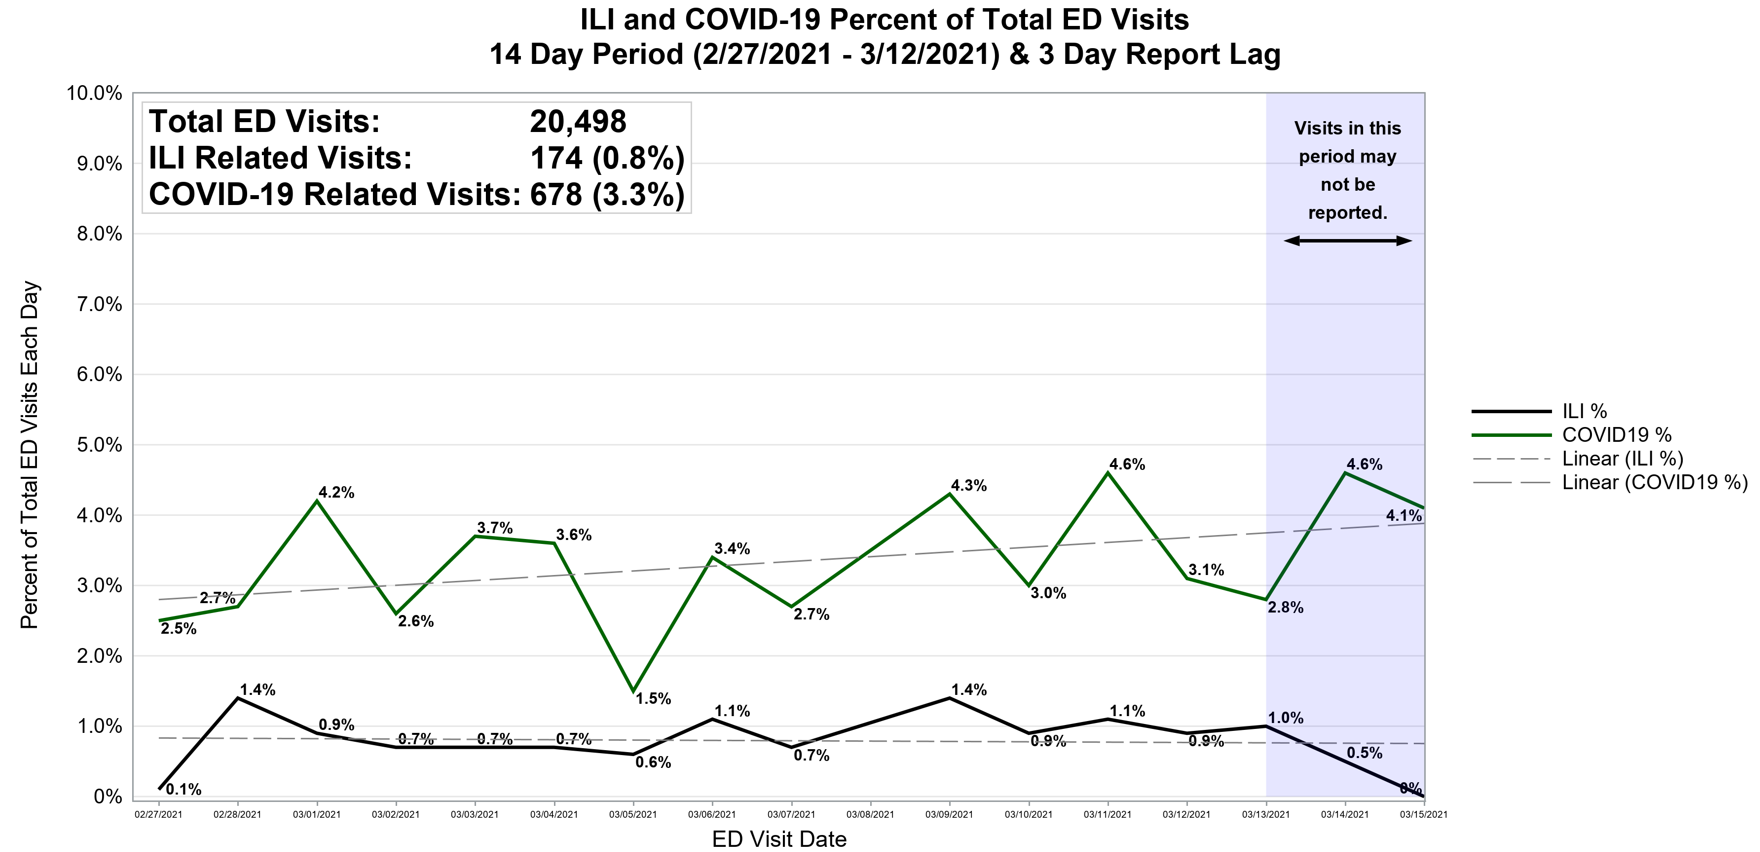 ILI and COVID-19 Percent of Total ED Visits
14 Day Period (2/27/2021 - 3/12/2021) & 3 Day Report Lag
Total ED Visits: 20,498
ILI Related Visits: 174 (0.8%)
COVID-19 Related Visits: 678 (3.3%)
Visits in this
period may
not be
reported.
Percent of Total ED Visits Each Day
10.0%
9.0%
8.0%
7.0%
6.0%
5.0%
4.0%
3.0%
2.0%
1.0%
0%
2.5%
2.7%
4.2%
2.6%
3.7%
3.6%
1.5%
3.4%
2.7%
4.3%
3.0%
4.6%
3.1%
2.8%
4.6%
4.1%
0.1%
1.4%
0.9%
0.7%
0.7%
0.7%
0.6%
1.1%
0.7%
1.4%
0.9%
1.1%
0.9%
1.0%
0.5%
0%
02/27/2021 02/28/2021 03/01/2021 03/02/2021 03/03/2021 03/04/2021 03/05/2021 03/06/2021 03/07/2021 03/08/2021 03/09/2021 03/10/2021 03/11/2021 03/12/2021 03/13/2021 03/14/2021 03/15/2021
ED Visit Date
ILI %
COVID19 %
Linear (ILI %)
Linear (COVID19 %)